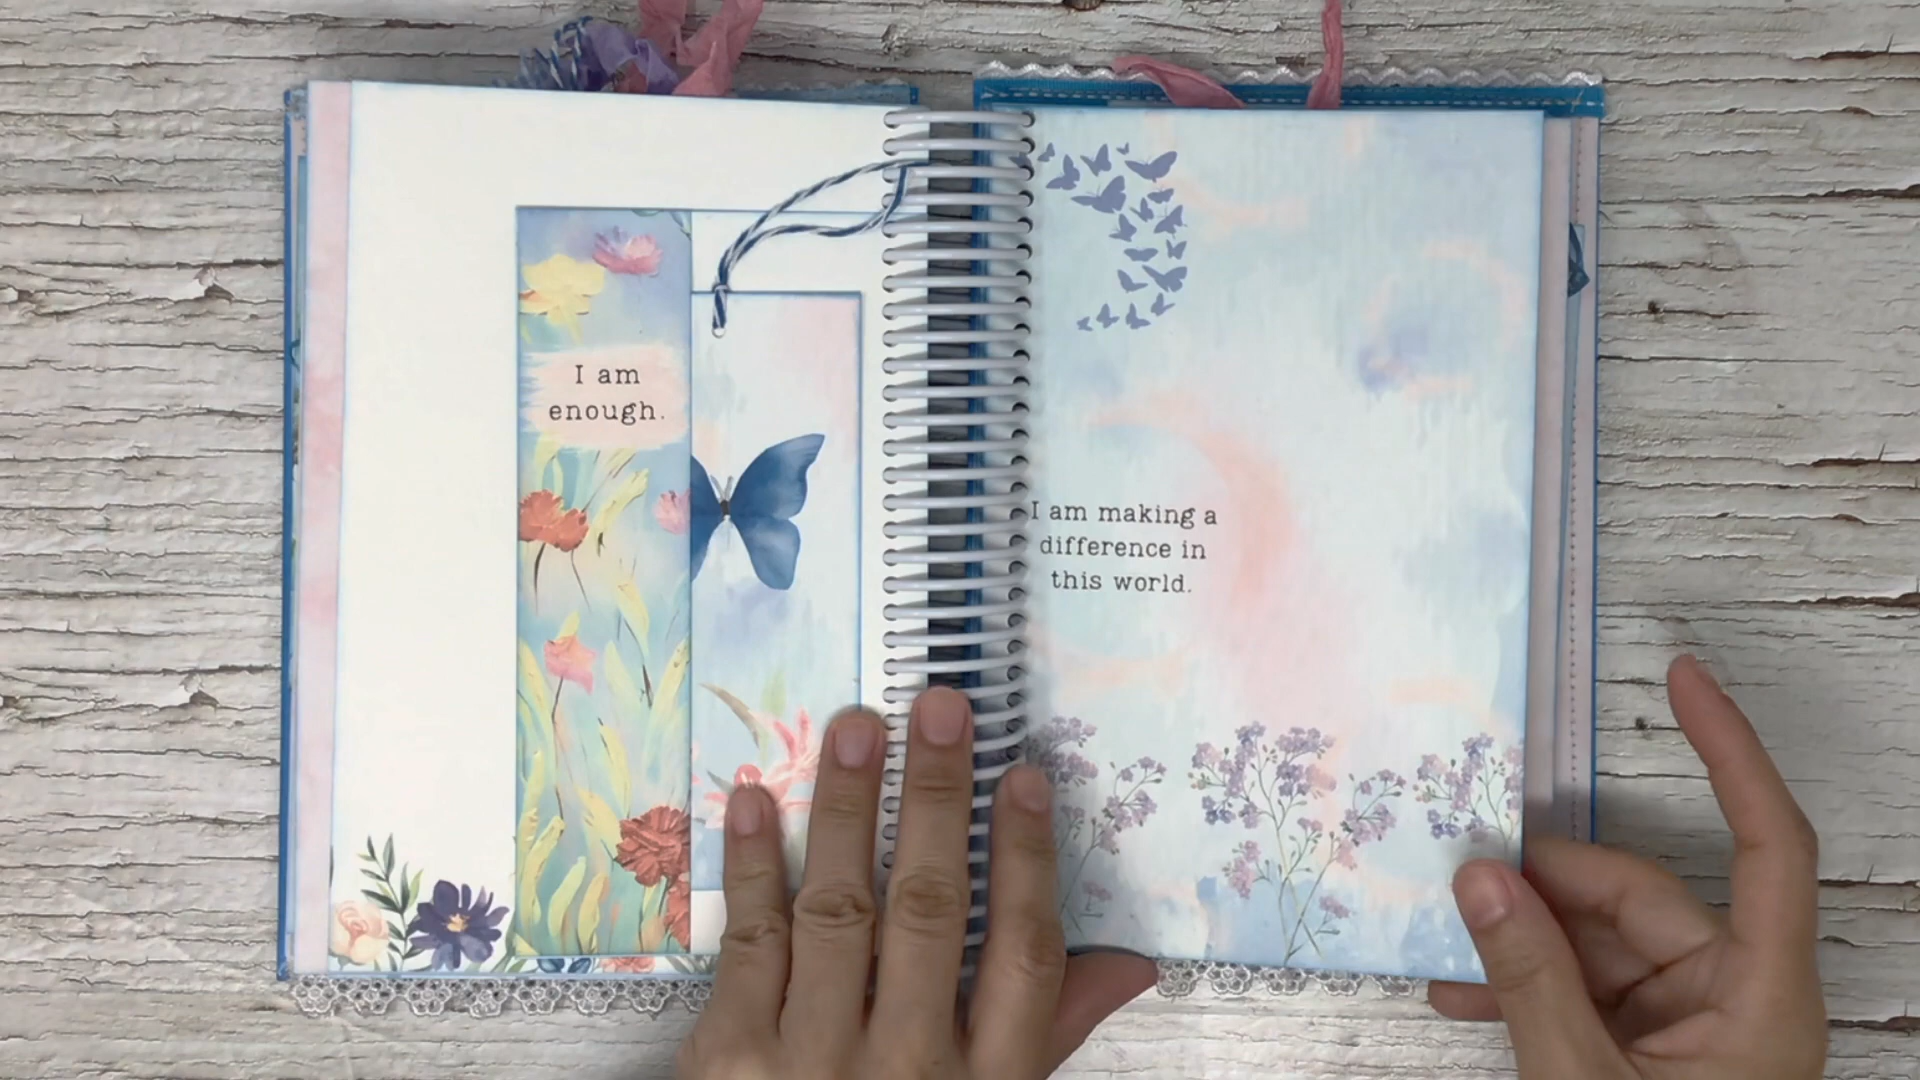 I am
enough.
I am making a
difference in
this world.